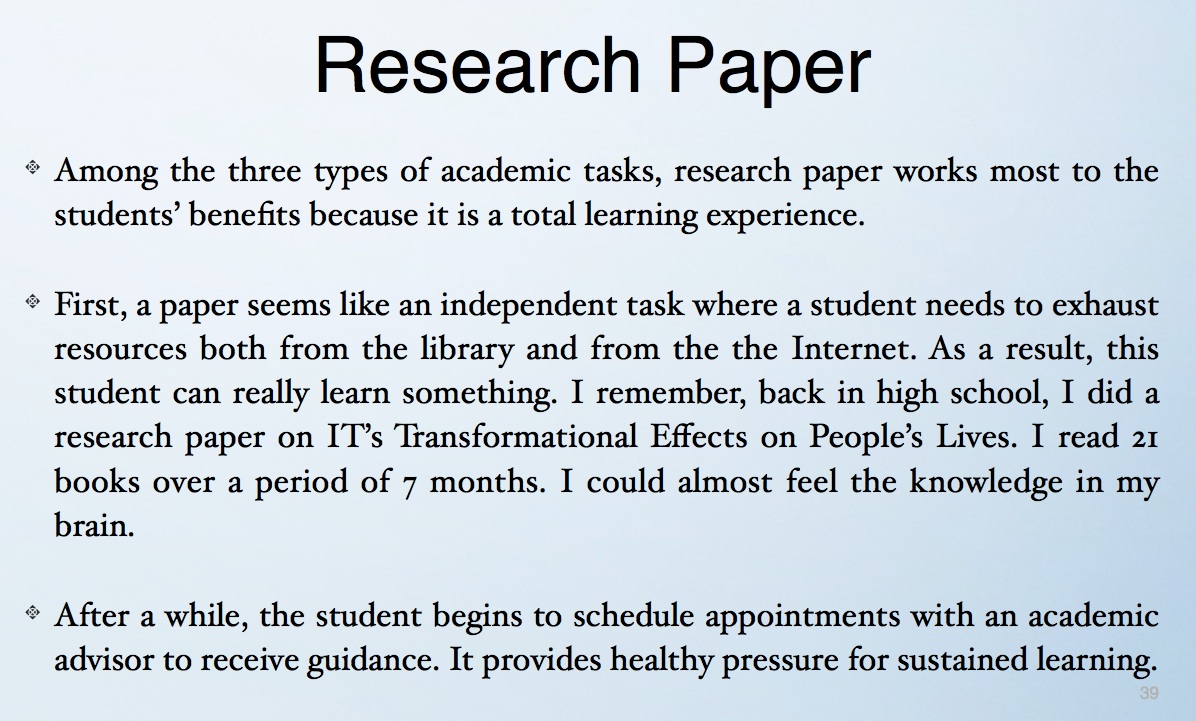 Research Paper
Among the three types of academic tasks, research paper works most to the
students’ benefits because it is a total learning experience.
First, a paper seems like an independent task where a student needs to exhaust
resources both from the library and from the the Internet. As a result, this
student can really learn something. I remember, back in high school, I did a
research paper on IT’s Transformational Effects on People’s Lives. I read 21
books over a period of 7 months. I could almost feel the knowledge in my
brain.
After a while, the student begins to schedule appointments with an academic
advisor to receive guidance. It provides healthy pressure for sustained learning.
39